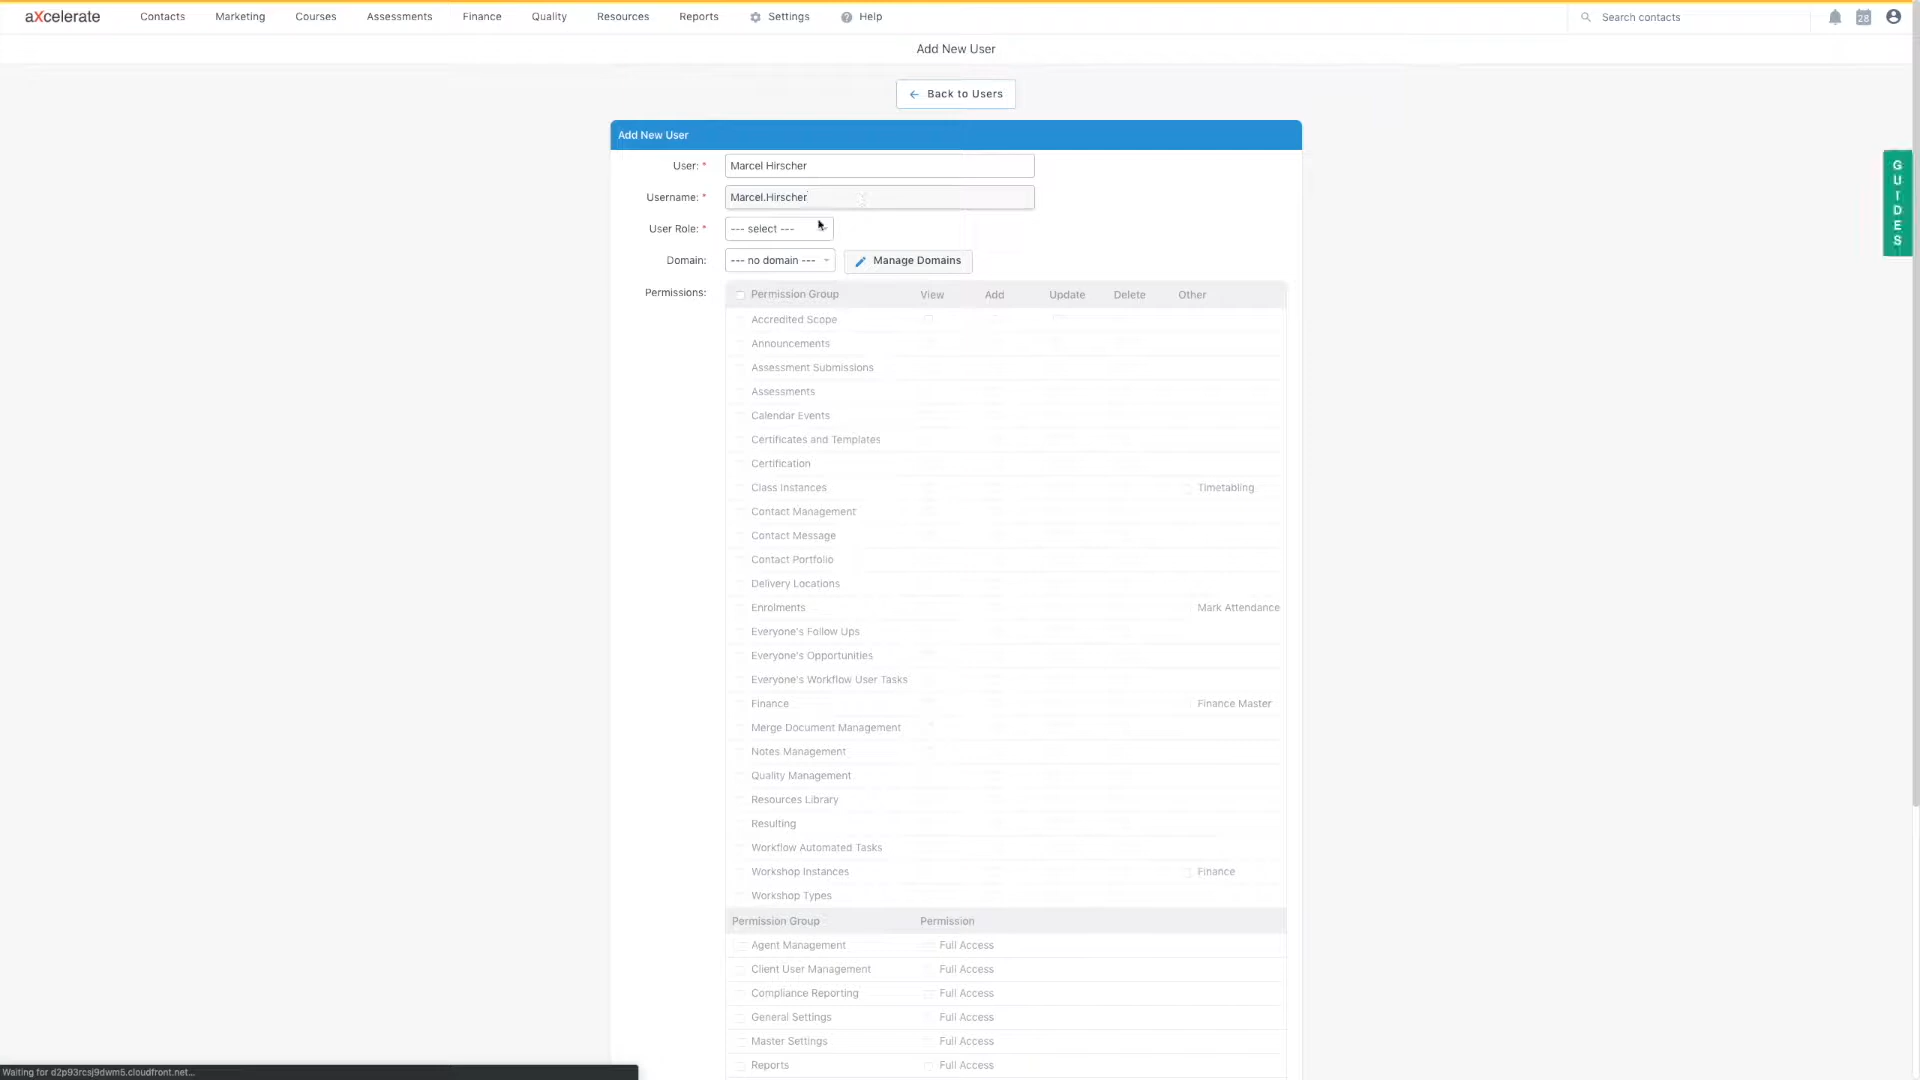 aXcelerate Contacts Marketing Courses Assessments Finance Quality Resources Reports Settings Help Search contacts 28
Add New User
Back to Users
Add New User
User: * Marcel Hirscher
Username: * Marcel.Hirscher
User Role: * --- select ---
Domain: --- no domain --- Manage Domains
Permissions: Permission Group View Add Update Delete Other
Accredited Scope
Announcements
Assessment Submissions
Assessments
Calendar Events
Certificates and Templates
Certification
Class Instances Timetabling
Contact Management
Contact Message
Contact Portfolio
Delivery Locations
Enrolments Mark Attendance
Everyone's Follow Ups
Everyone's Opportunities
Everyone's Workflow User Tasks
Finance Finance Master
Merge Document Management
Notes Management
Quality Management
Resources Library
Resulting
Workflow Automated Tasks
Workshop Instances Finance
Workshop Types
Permission Group Permission
Agent Management Full Access
Client User Management Full Access
Compliance Reporting Full Access
General Settings Full Access
Master Settings Full Access
Reports Full Access
GUIDES
Waiting for d2p93rcsj9dwm5.cloudfront.net...